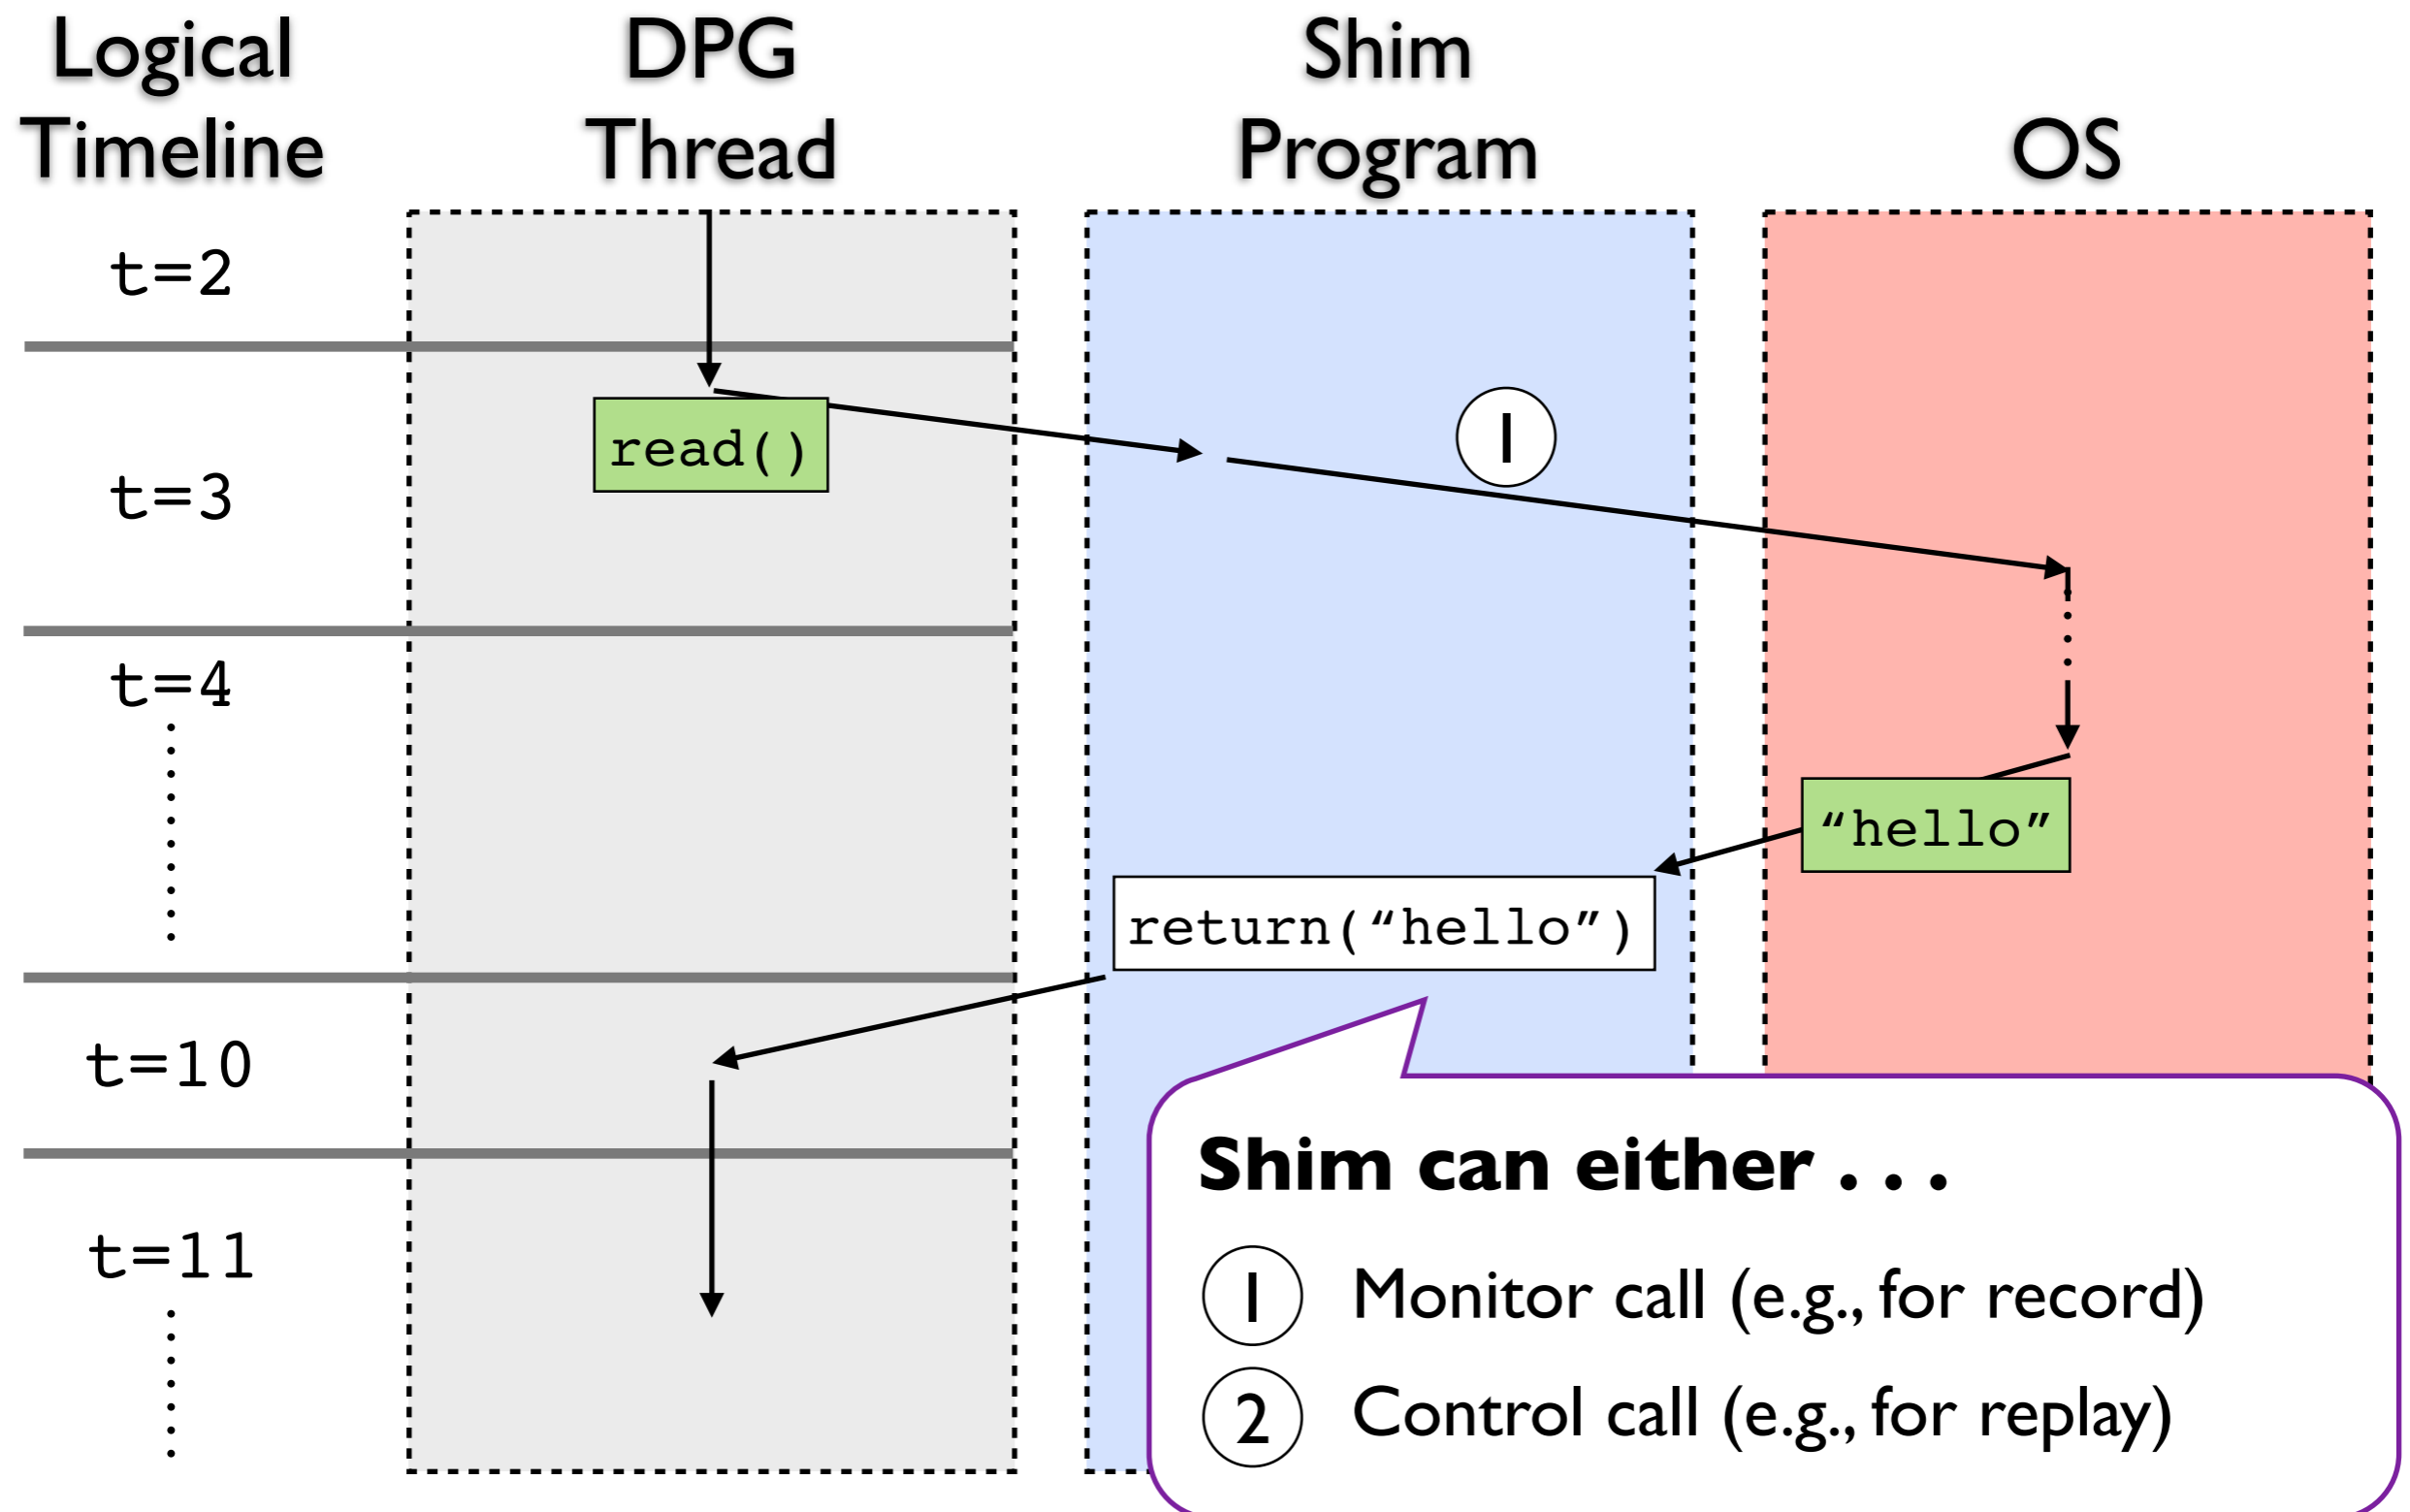 Logical
Timeline
DPG
Thread
Shim
Program
OS
t=2
read()
1
t=3
t=4
“hello”
return(“hello”)
t=10
t=11
Shim can either . . .
1 Monitor call (e.g., for record)
2 Control call (e.g., for replay)